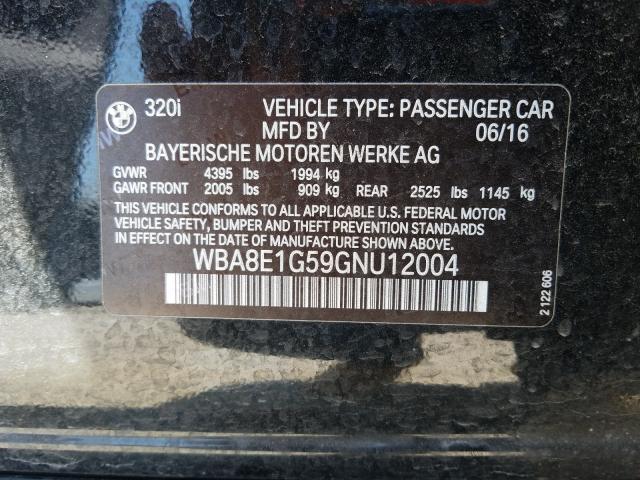 320i VEHICLE TYPE: PASSENGER CAR
MFD BY 06/16
BAYERISCHE MOTOREN WERKE AG
GVWR 4395 lbs 1994 kg
GAWR FRONT 2005 lbs 909 kg REAR 2525 lbs 1145 kg
THIS VEHICLE CONFORMS TO ALL APPLICABLE U.S. FEDERAL MOTOR
VEHICLE SAFETY, BUMPER AND THEFT PREVENTION STANDARDS
IN EFFECT ON THE DATE OF MANUFACTURE SHOWN ABOVE.
WBA8E1G59GNU12004
2 122 606